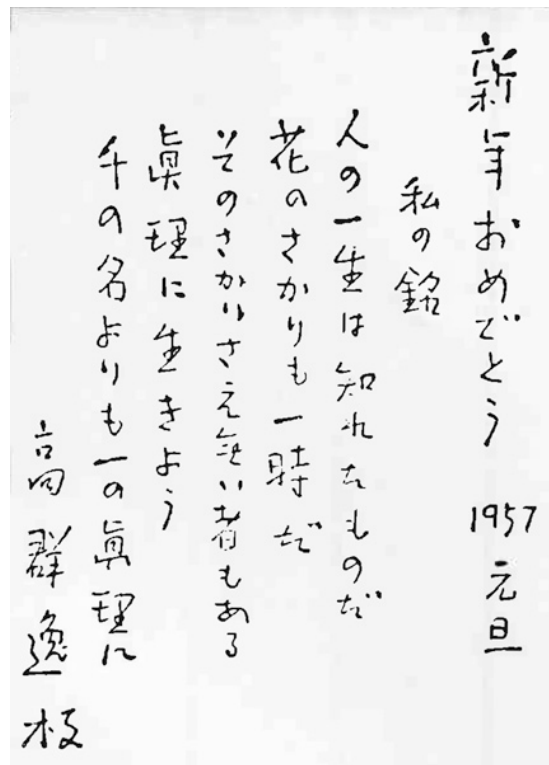 新年おめでとう 1957 元旦
私の銘
人の一生は知れたものだ
花のさかりも一時だ
そのさかりさえ無い者もある
眞理に生きよう
千の名よりも一の眞理に
高群逸枝